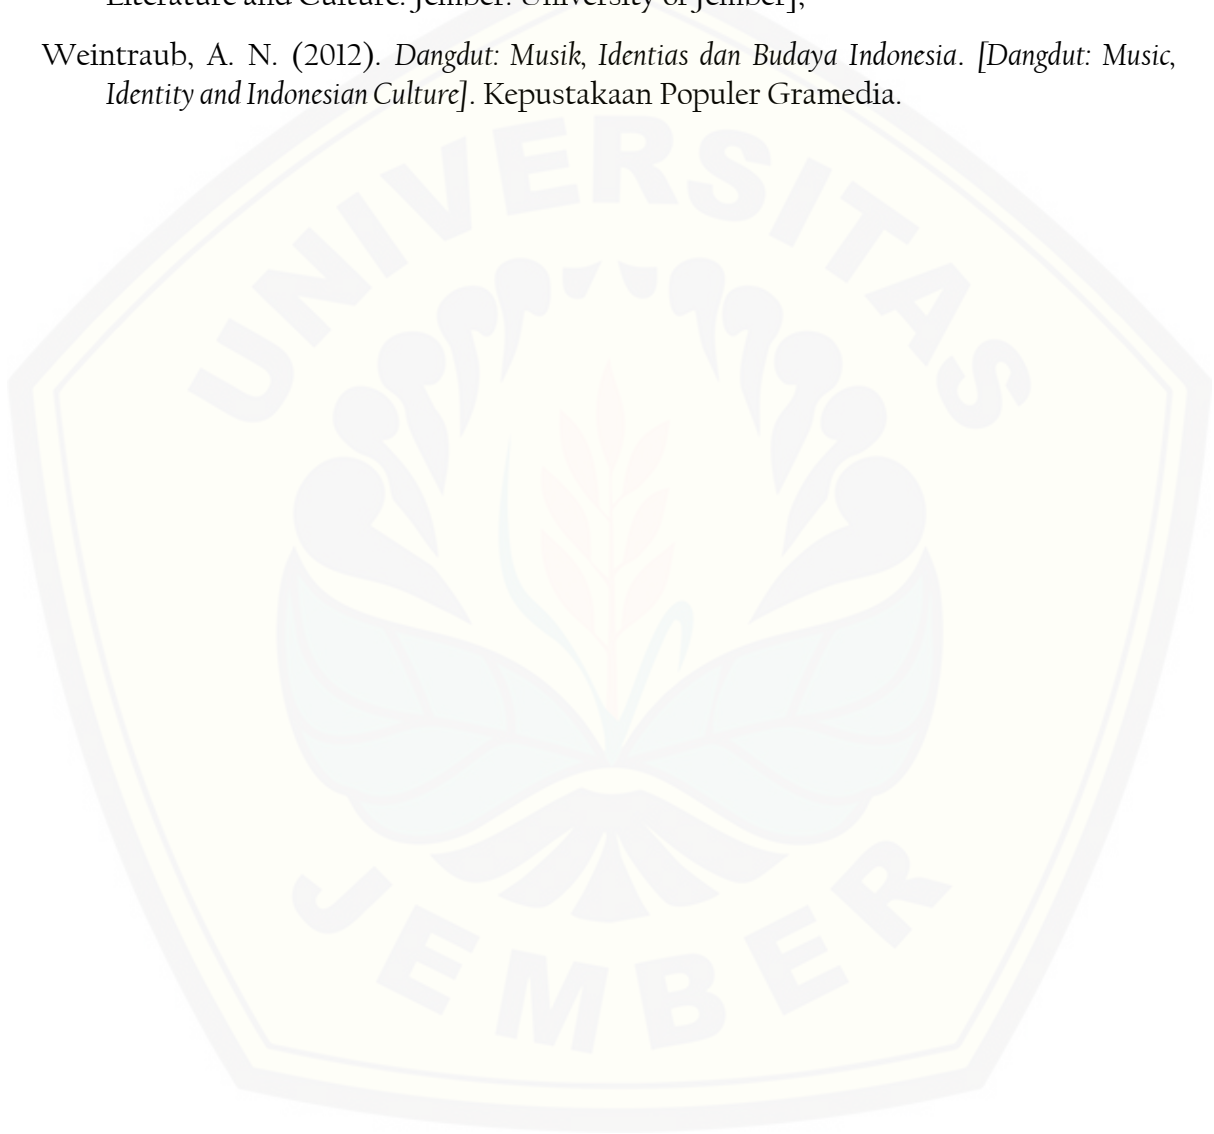 Literature and Culture. Jember: University of Jember],
Weintraub, A. N. (2012). Dangdut: Musik, Identias dan Budaya Indonesia. [Dangdut: Music,
Identity and Indonesian Culture]. Kepustakaan Populer Gramedia.
UNIVERSITAS
JEMBER